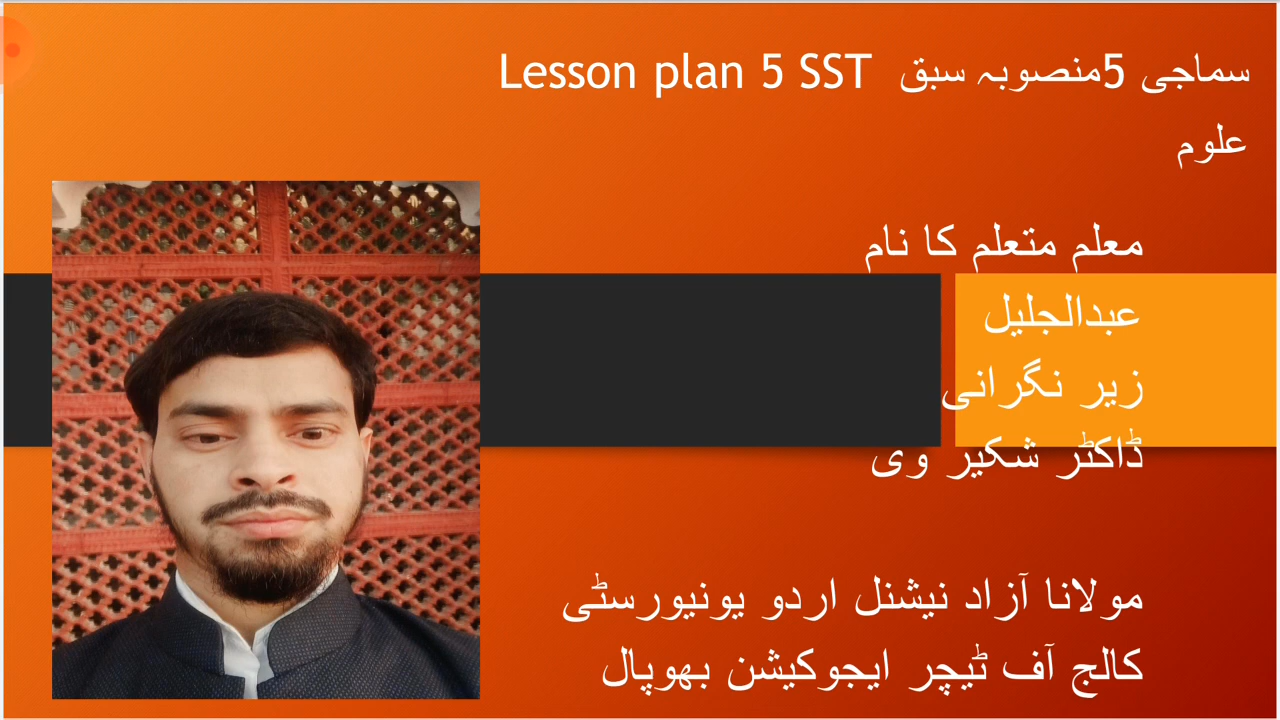 سماجی 5منصوبہ سبق Lesson plan 5 SST
علوم
معلم متعلم کا نام
عبدالجلیل
زیر نگرانی
ڈاکٹر شکیر وی
مولانا آزاد نیشنل اردو یونیورسٹی
کالج آف ٹیچر ایجوکیشن بھوپال